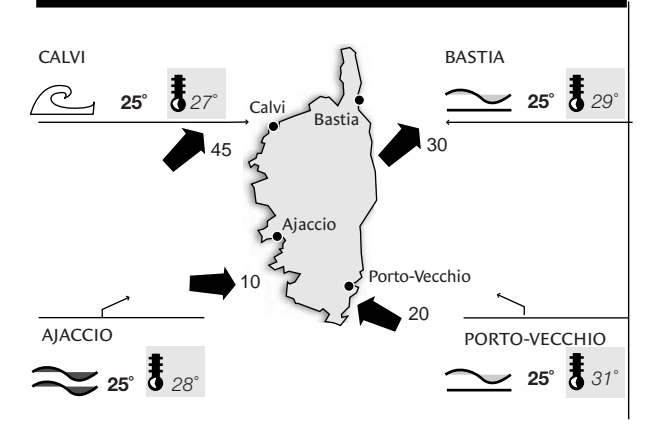 CALVI
BASTIA
25° 27°
25° 29°
Calvi
Bastia
45
30
Ajaccio
10
Porto-Vecchio
20
AJACCIO
PORTO-VECCHIO
25° 28°
25° 31°